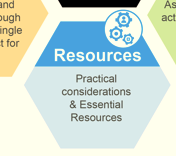 and
ough
ingle
t for
As
act
Resources
Practical
considerations
& Essential
Resources